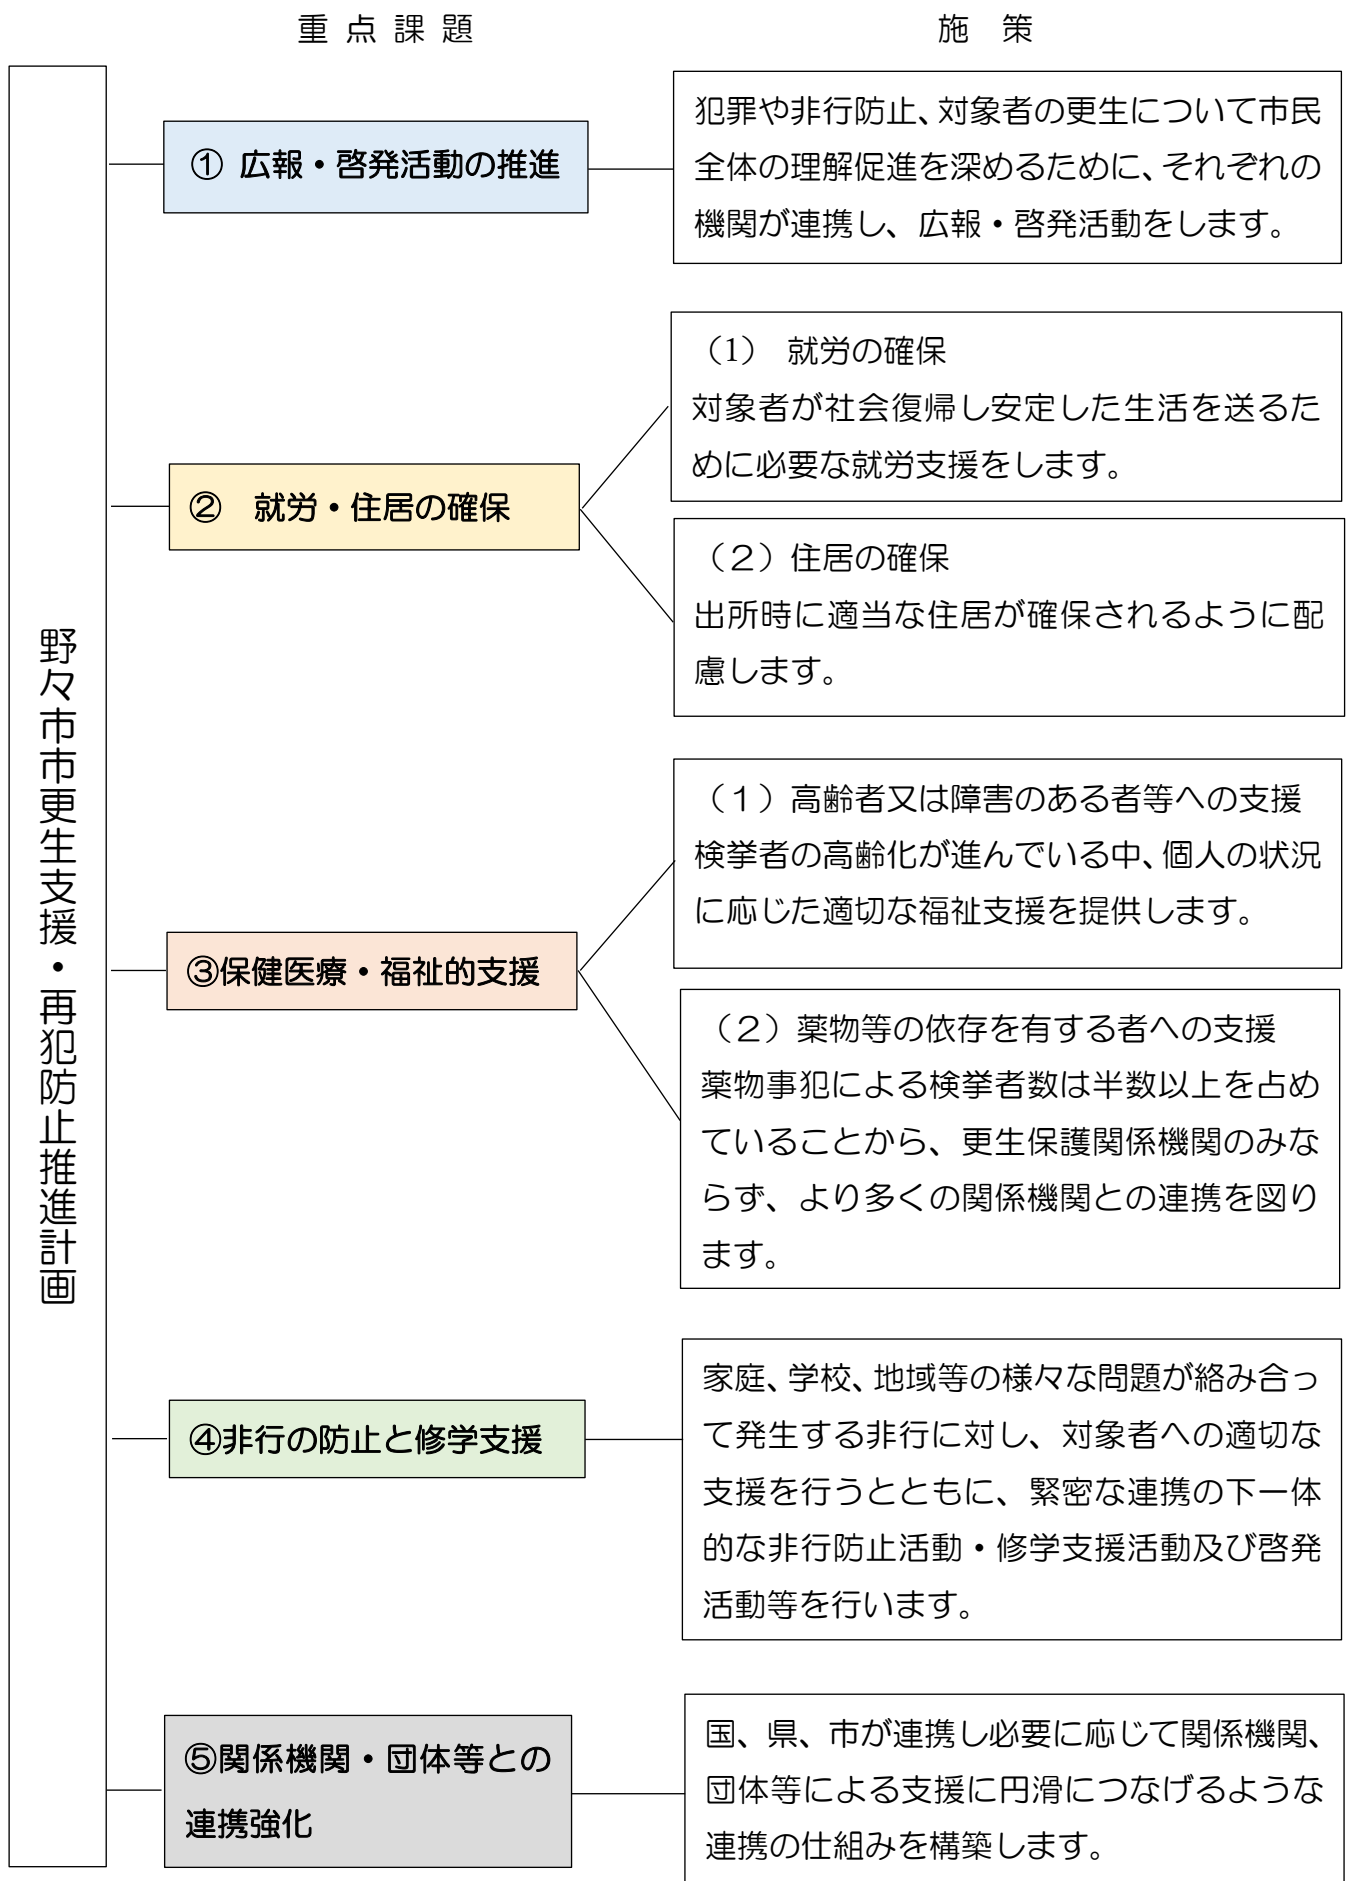 重点課題
施　策
野々市市更生支援・再犯防止推進計画
① 広報・啓発活動の推進
犯罪や非行防止、対象者の更生について市民
全体の理解促進を深めるために、それぞれの
機関が連携し、広報・啓発活動をします。
②　就労・住居の確保
（1）　就労の確保
対象者が社会復帰し安定した生活を送るた
めに必要な就労支援をします。
（２）住居の確保
出所時に適当な住居が確保されるように配
慮します。
③保健医療・福祉的支援
（１）高齢者又は障害のある者等への支援
検挙者の高齢化が進んでいる中、個人の状況
に応じた適切な福祉支援を提供します。
（２）薬物等の依存を有する者への支援
薬物事犯による検挙者数は半数以上を占め
ていることから、更生保護関係機関のみな
らず、より多くの関係機関との連携を図り
ます。
④非行の防止と修学支援
家庭、学校、地域等の様々な問題が絡み合っ
て発生する非行に対し、対象者への適切な
支援を行うとともに、緊密な連携の下一体
的な非行防止活動・修学支援活動及び啓発
活動等を行います。
⑤関係機関・団体等との
連携強化
国、県、市が連携し必要に応じて関係機関、
団体等による支援に円滑につなげるような
連携の仕組みを構築します。